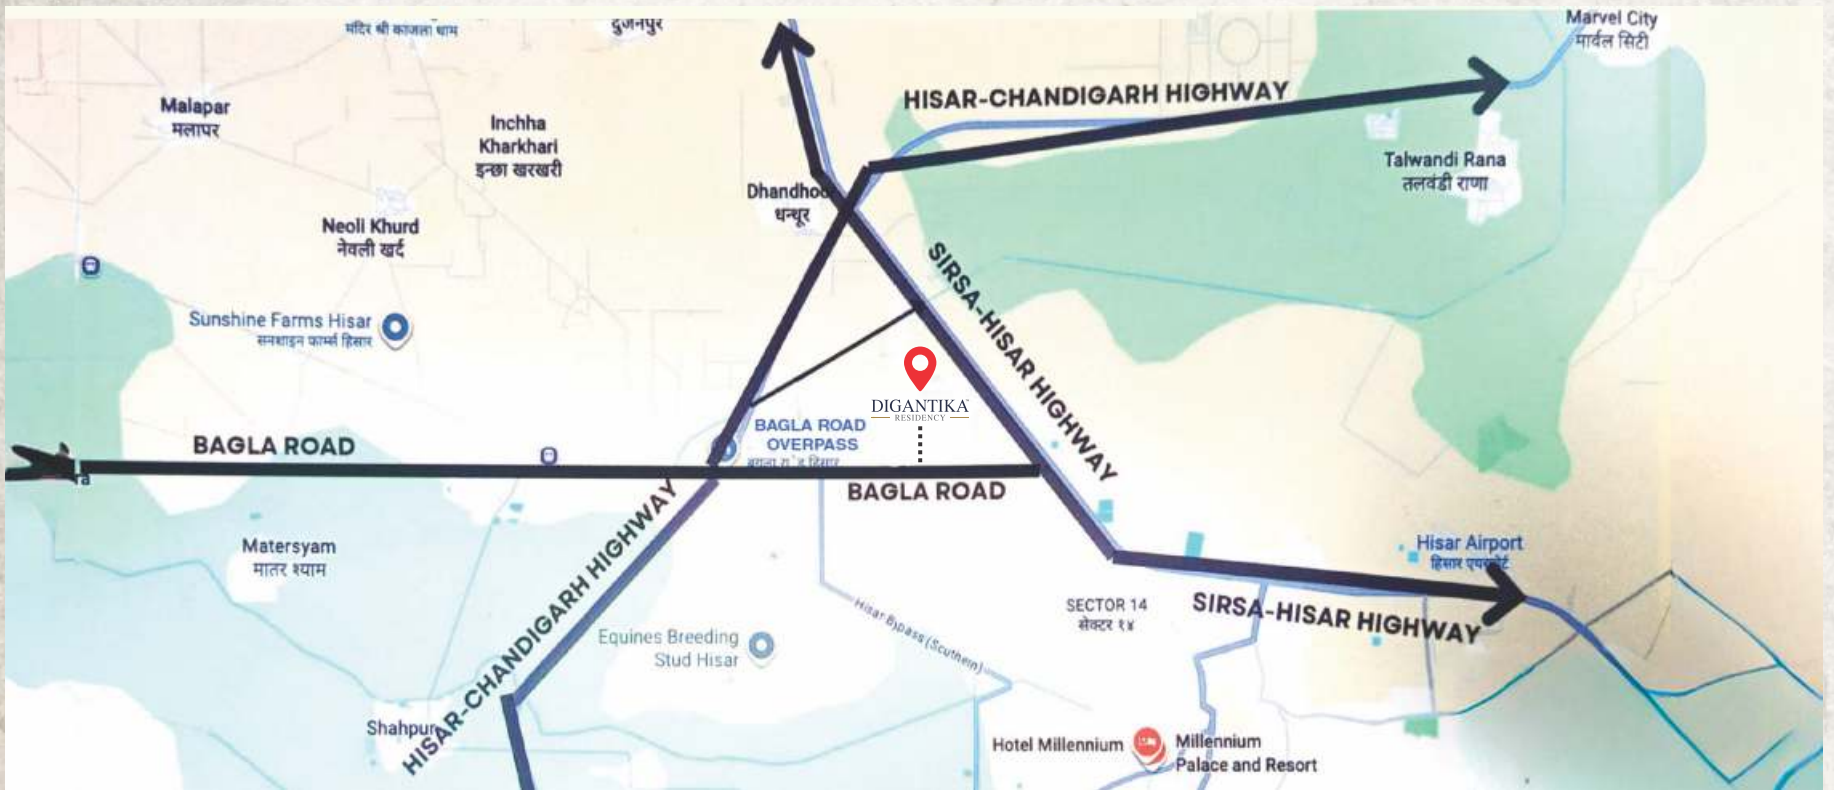 मंदिर श्री काजला धाम
दुर्जनपुर
Marvel City
मार्वल सिटी
Malapar
मलापर
Inchha
Kharkhari
इन्छा खरखरी
HISAR-CHANDIGARH HIGHWAY
Talwandi Rana
तलवंडी राणा
Neoli Khurd
नेवली खर्द
धन्थूर
SIRSA-HISAR HIGHWAY
Sunshine Farms Hisar
सनशाइन फार्म्स हिसार
DIGANTIKA
RESIDENCY
BAGLA ROAD
OVERPASS
BAGLA ROAD
BAGLA ROAD
HISAR-CHANDIGARH HIGHWAY
Matersyam
मातर श्याम
Hisar Airport
SIRSA-HISAR HIGHWAY
SECTOR 14
सेक्टर १४
Hisar Bypass (Southern)
Equines Breeding
Stud Hisar
Shahpur
Hotel Millennium
Millennium
Palace and Resort